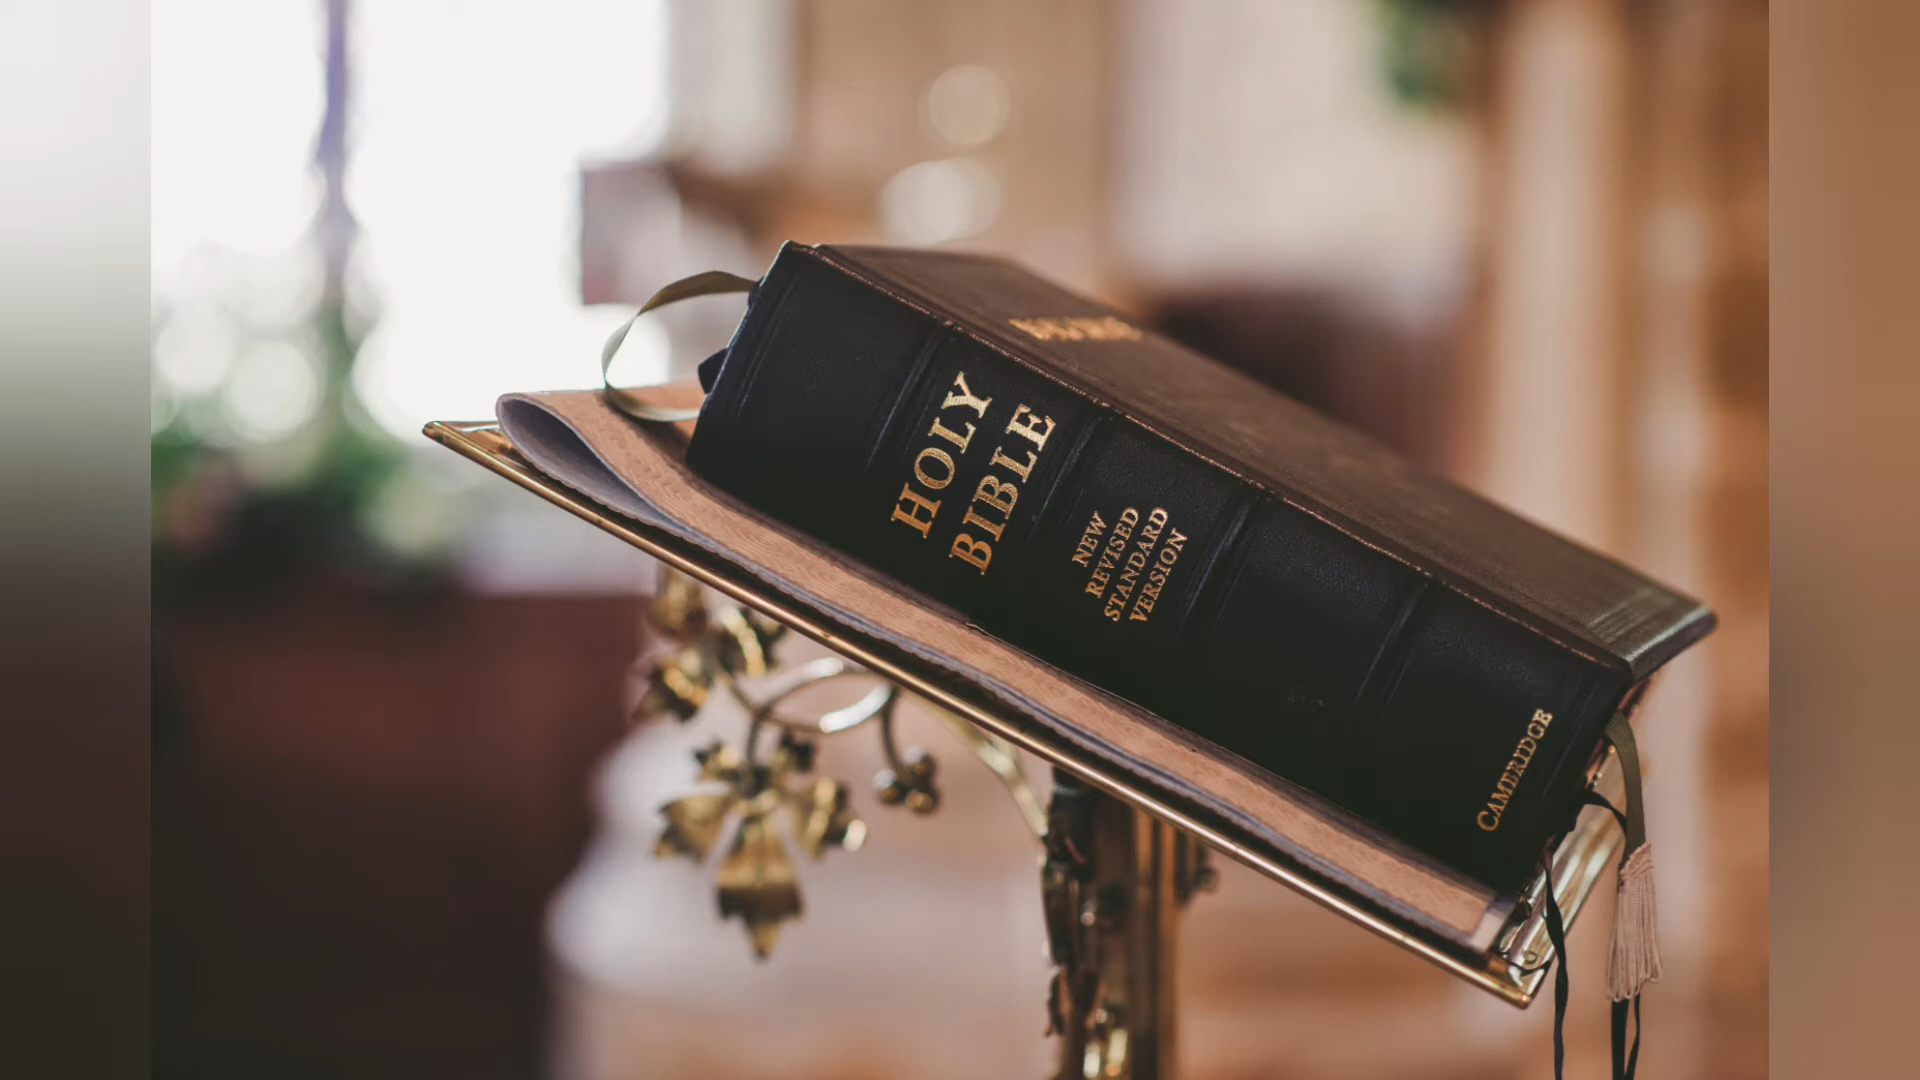 HOLY
BIBLE
NEW
REVISED
STANDARD
VERSION
CAMBRIDGE